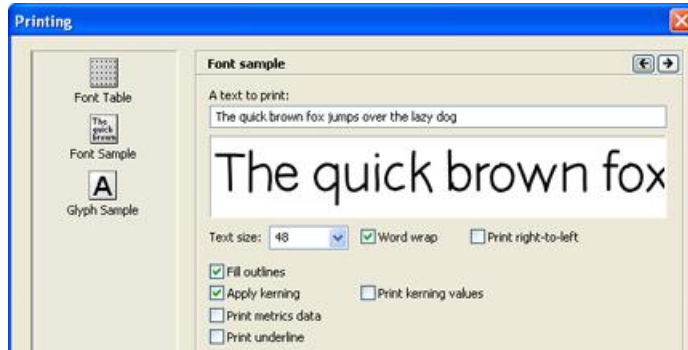 Printing
Font Table
The quick brown
Font Sample
A
Glyph Sample
Font sample
A text to print:
The quick brown fox jumps over the lazy dog
The quick brown fox
Text size: 48 Word wrap Print right-to-left
Fill outlines
Apply kerning Print kerning values
Print metrics data
Print underline